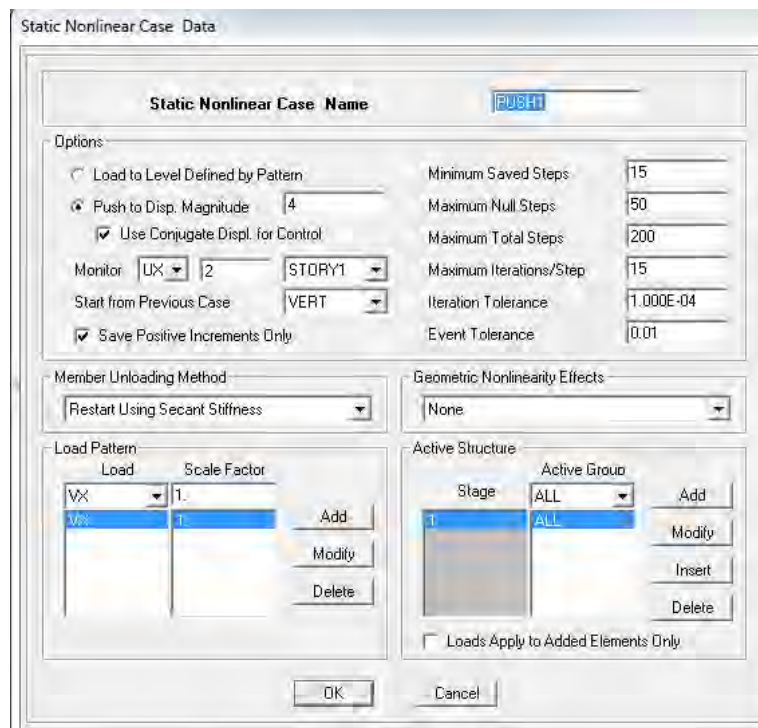 Static Nonlinear Case Data
Static Nonlinear Case Name PUSH1
Options
Load to Level Defined by Pattern
Push to Disp. Magnitude 4
Use Conjugate Displ. for Control
Monitor UX 2 STORY1
Start from Previous Case VERT
Save Positive Increments Only
Minimum Saved Steps 15
Maximum Null Steps 50
Maximum Total Steps 200
Maximum Iterations/Step 15
Iteration Tolerance 1.000E-04
Event Tolerance 0.01
Member Unloading Method
Restart Using Secant Stiffness
Geometric Nonlinearity Effects
None
Load Pattern
Load Scale Factor
VX 1.
VX 1.
Add
Modify
Delete
Active Structure
Active Group
Stage ALL
1 ALL
Add
Modify
Insert
Delete
Loads Apply to Added Elements Only
OK Cancel